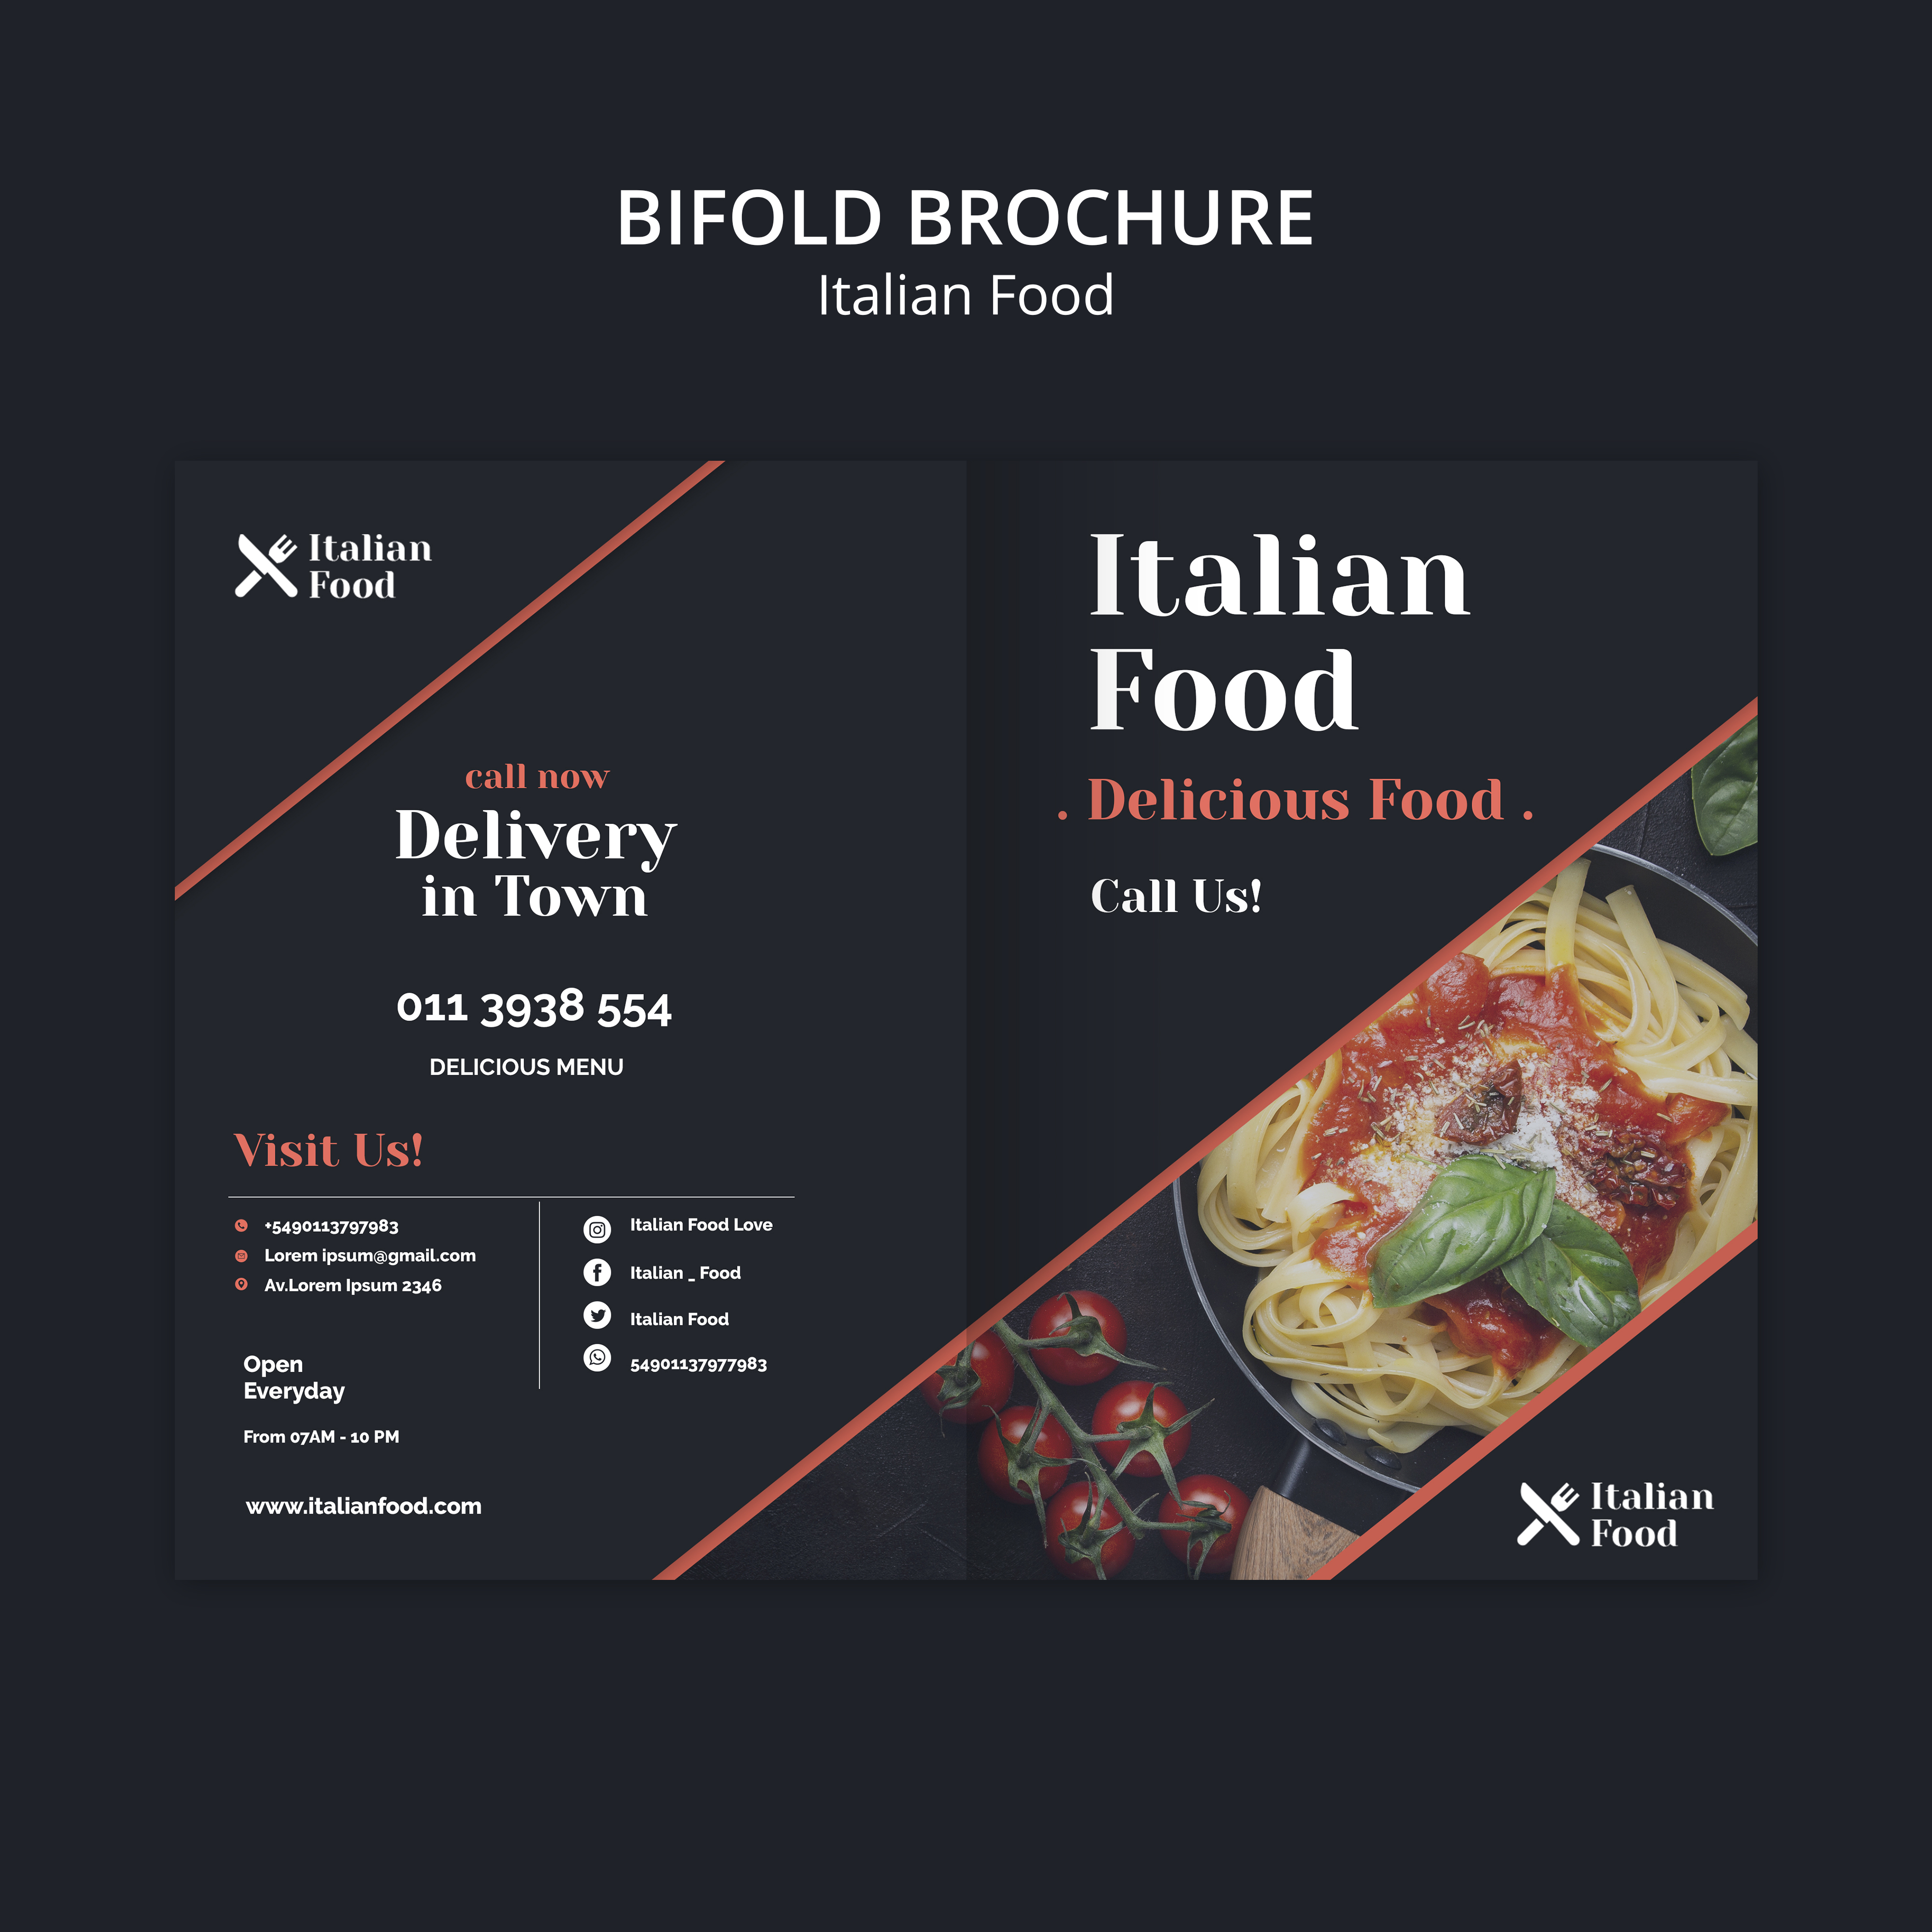 BIFOLD BROCHURE
Italian Food
Italian
Food
call now
Delivery
in Town
011 3938 554
DELICIOUS MENU
Visit Us!
+5490113797983
Lorem ipsum@gmail.com
Av.Lorem Ipsum 2346
Open
Everyday
From 07AM - 10 PM
www.italianfood.com
Italian Food Love
Italian _ Food
Italian Food
54901137977983
Italian
Food
. Delicious Food .
Call Us!
Italian
Food